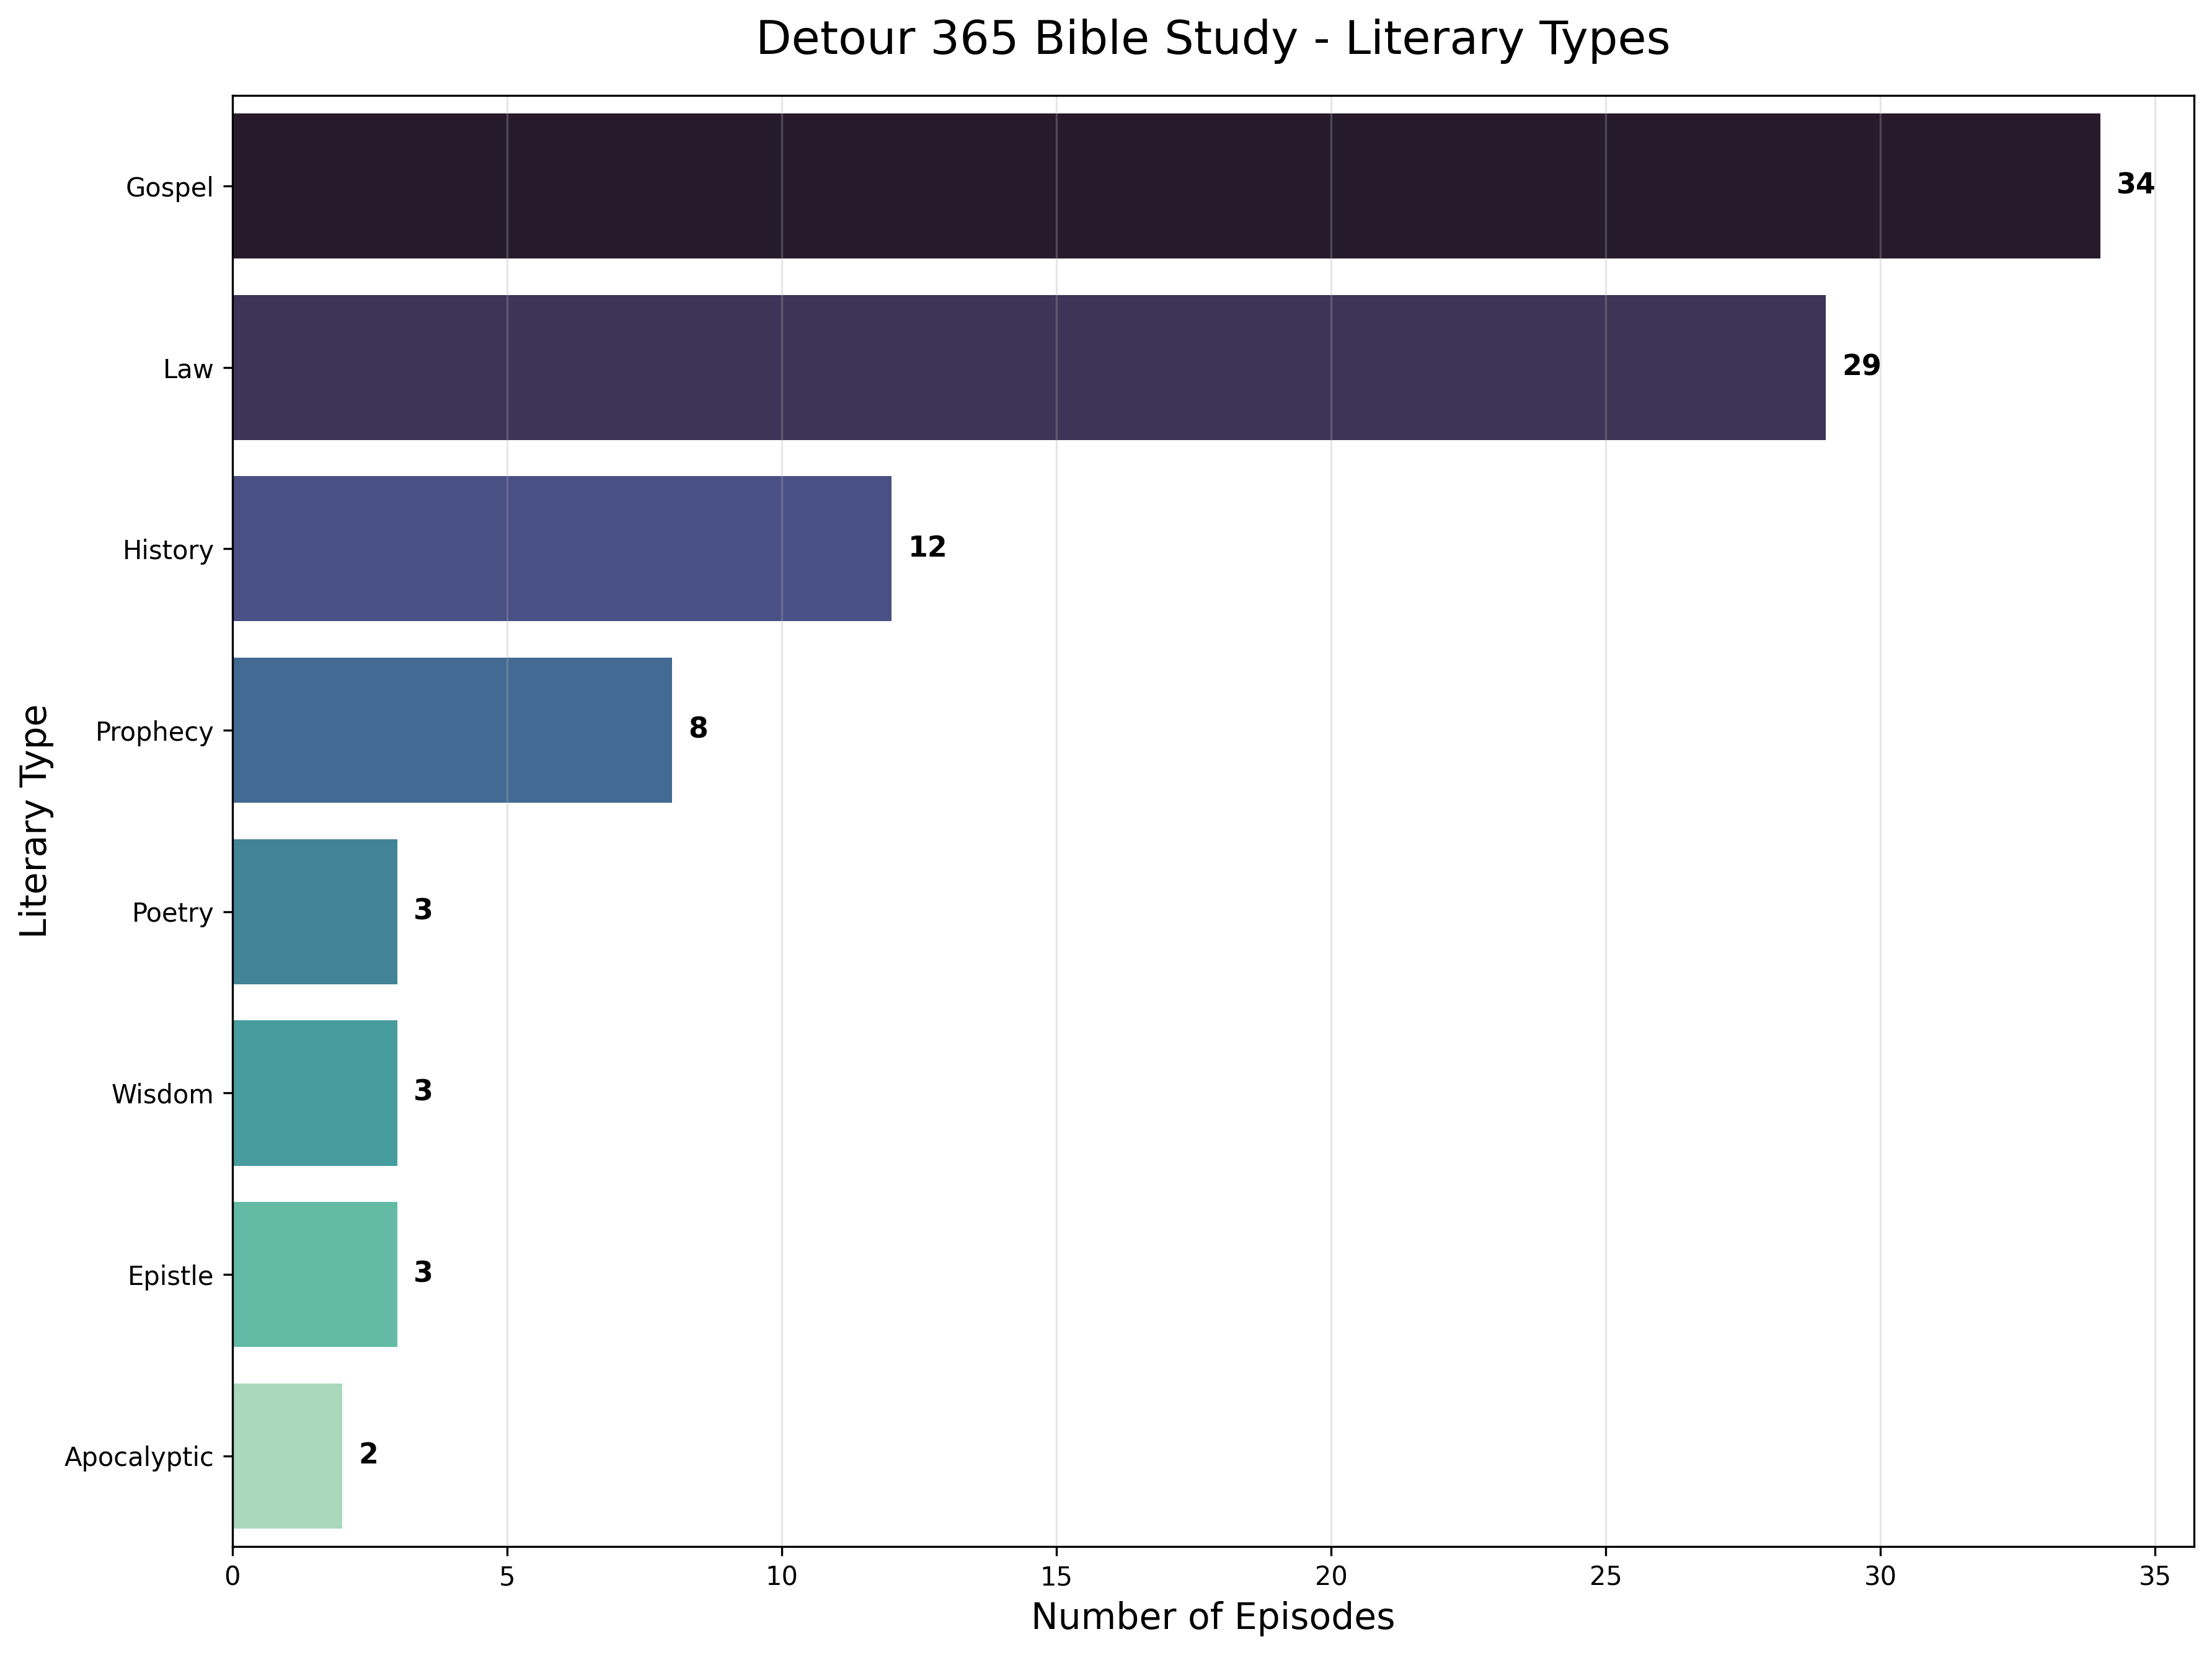 Detour 365 Bible Study - Literary Types
Literary Type
Gospel
34
Law
29
History
12
Prophecy
8
Poetry
3
Wisdom
3
Epistle
3
Apocalyptic
2
0 5 10 15 20 25 30 35
Number of Episodes